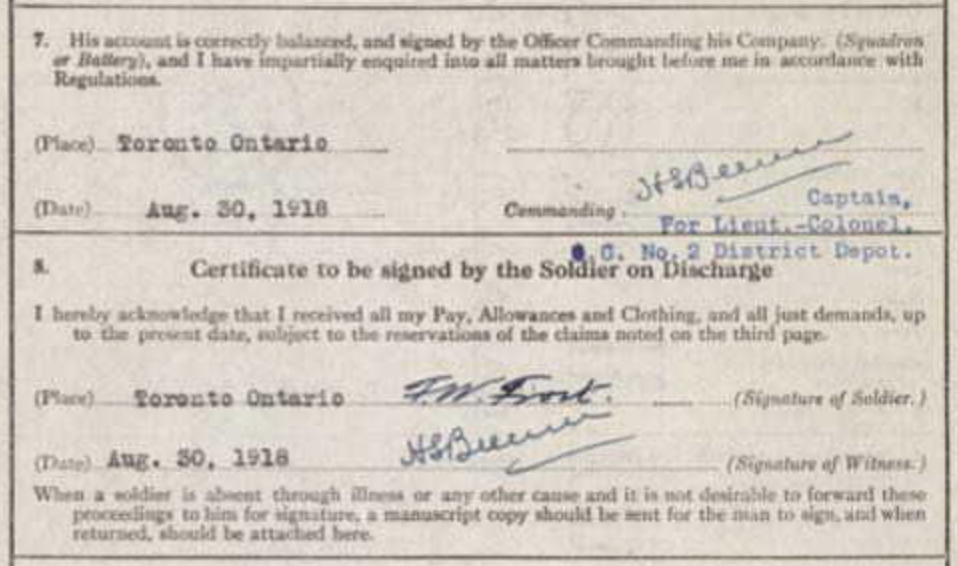 7. His account is correctly balanced, and signed by the Officer Commanding his Company. (Squadron
or Battery), and I have impartially enquired into all matters brought before me in accordance with
Regulations.
(Place) Toronto Ontario
(Date) Aug. 30, 1918 Commanding
Captain,
For Lieut.-Colonel,
O.C. No. 2 District Depot.
8. Certificate to be signed by the Soldier on Discharge
I hereby acknowledge that I received all my Pay, Allowances and Clothing, and all just demands, up
to the present date, subject to the reservations of the claims noted on the third page.
(Place) Toronto Ontario F.W. Frost. (Signature of Soldier.)
(Date) Aug. 30, 1918 (Signature of Witness.)
When a soldier is absent through illness or any other cause and it is not desirable to forward these
proceedings to him for signature, a manuscript copy should be sent for the man to sign, and when
returned, should be attached here.